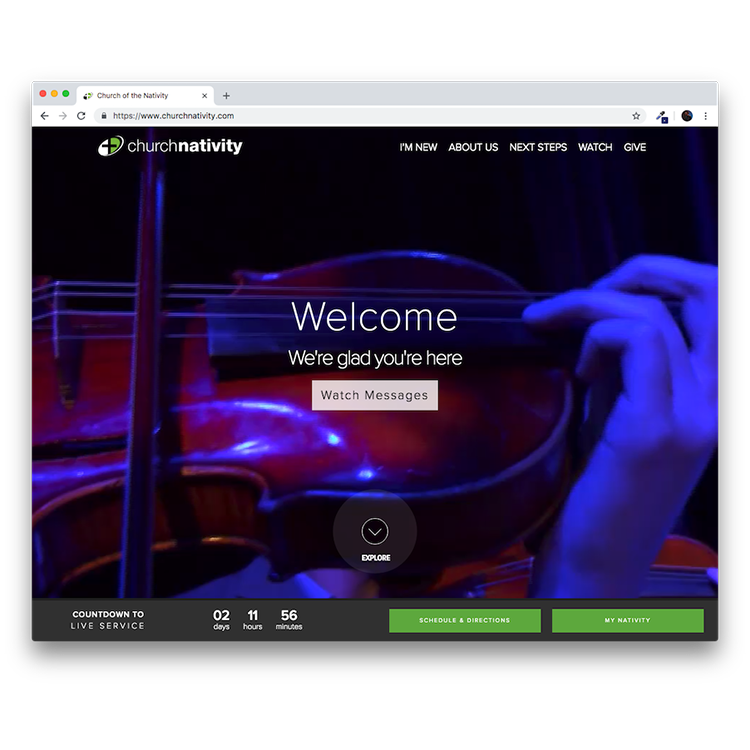 Church of the Nativity
https://www.churchnativity.com
churchnativity
I'M NEW ABOUT US NEXT STEPS WATCH GIVE
Welcome
We're glad you're here
Watch Messages
EXPLORE
COUNTDOWN TO
LIVE SERVICE
02 11 56
days hours minutes
SCHEDULE & DIRECTIONS
MY NATIVITY